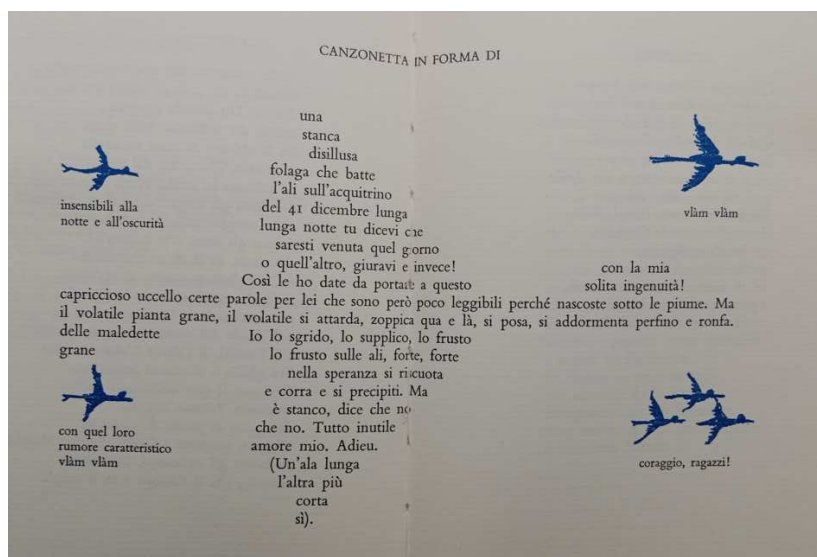 CANZONETTA IN FORMA DI
una
stanca
disillusa
folaga che batte
l'ali sull'acquitrino
del 41 dicembre lunga
lunga notte tu dicevi che
saresti venuta quel giorno
o quell'altro, giuravi e invece!
con la mia
Così le ho date da portare a questo
solita ingenuità!
capriccioso uccello certe parole per lei che sono però poco leggibili perché nascoste sotto le piume. Ma
il volatile pianta grane, il volatile si attarda, zoppica qua e là, si posa, si addormenta perfino e ronfa.
delle maledette
Io lo sgrido, lo supplico, lo frusto
grane
lo frusto sulle ali, forte, forte
nella speranza si riscuota
e corra e si precipiti. Ma
è stanco, dice che no
che no. Tutto inutile
amore mio. Adieu.
(Un'ala lunga
l'altra più
corta
sì).
insensibili alla
notte e all'oscurità
vlàm vlàm
con quel loro
rumore caratteristico
vlàm vlàm
coraggio, ragazzi!